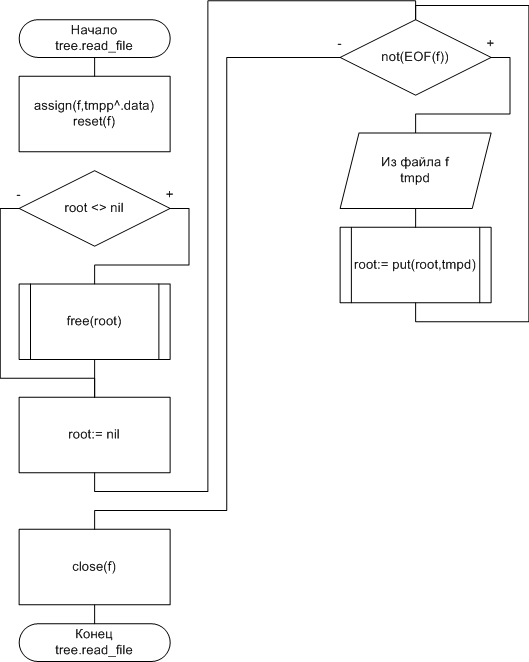 Начало
tree.read_file
assign(f,tmpp^.data)
reset(f)
-
+
root <> nil
free(root)
root:= nil
-
+
not(EOF(f))
Из файла f
tmpd
root:= put(root,tmpd)
close(f)
Конец
tree.read_file